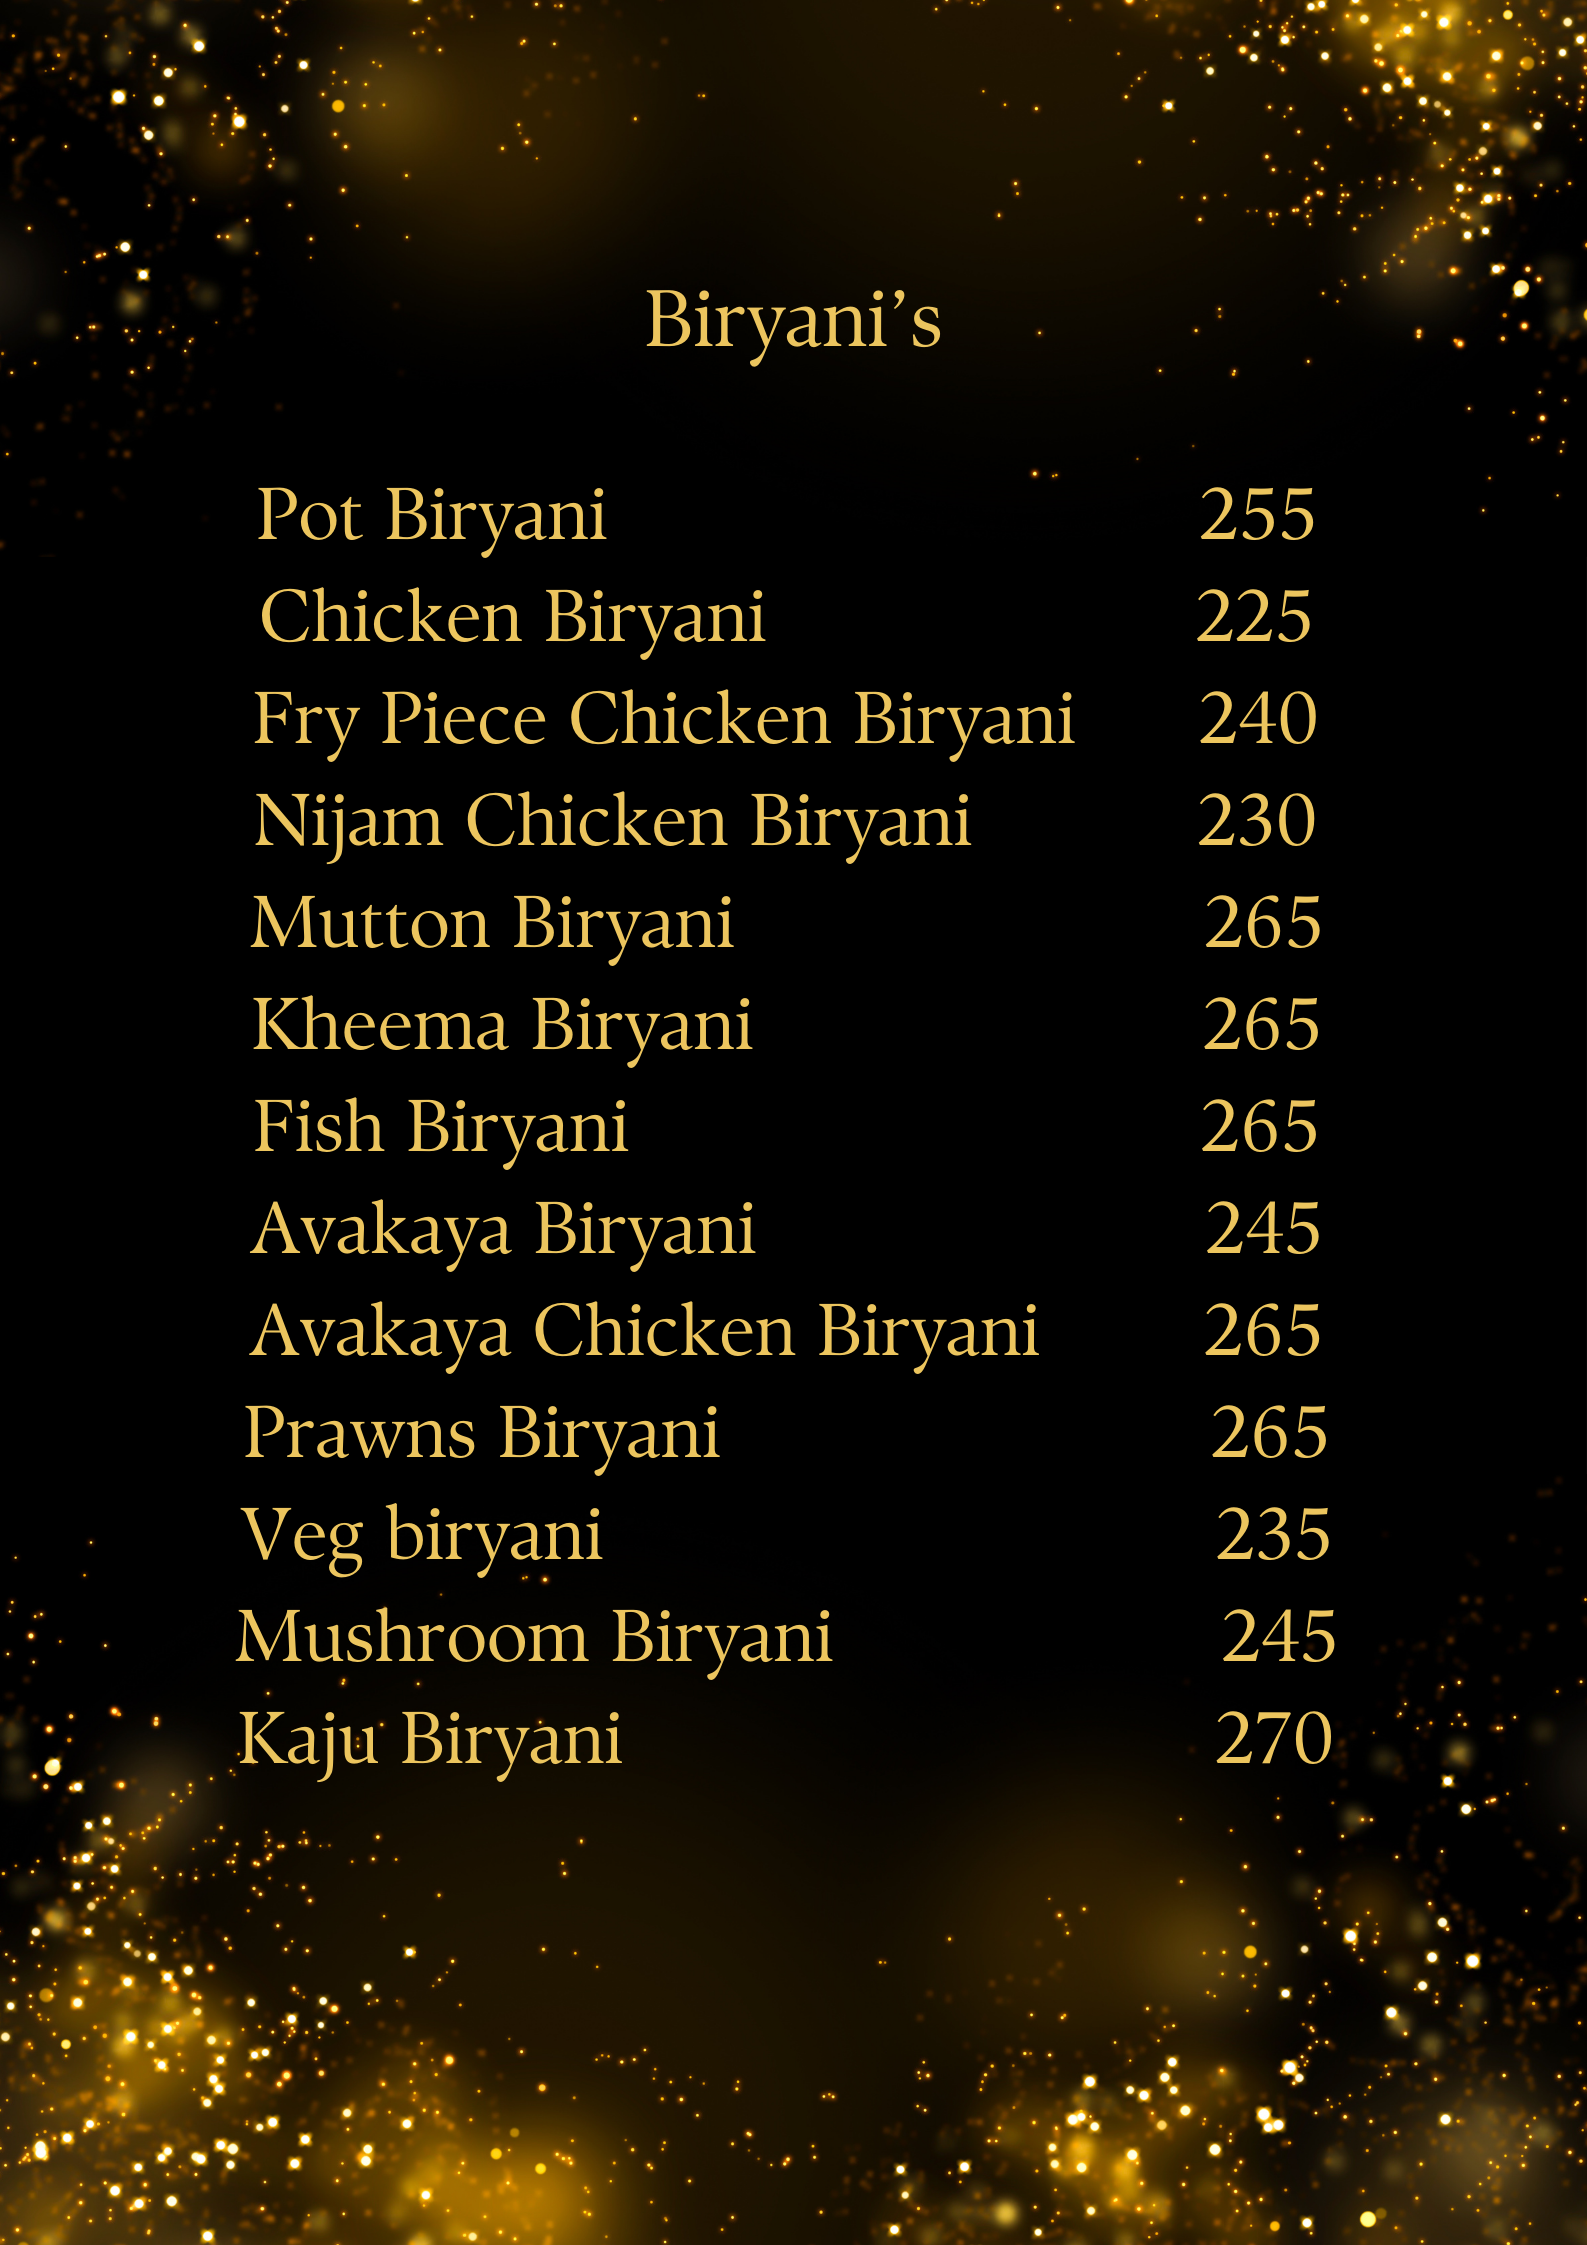 Biryani’s
Pot Biryani 255
Chicken Biryani 225
Fry Piece Chicken Biryani 240
Nijam Chicken Biryani 230
Mutton Biryani 265
Kheema Biryani 265
Fish Biryani 265
Avakaya Biryani 245
Avakaya Chicken Biryani 265
Prawns Biryani 265
Veg biryani 235
Mushroom Biryani 245
Kaju Biryani 270